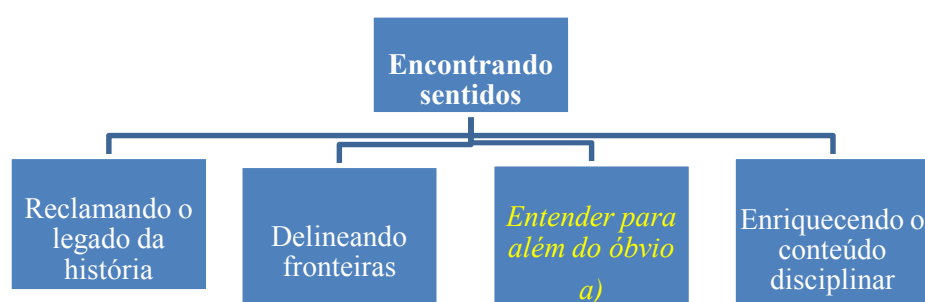 Encontrando
sentidos
Reclamando o
legado da
história
Delineando
fronteiras
Entender para
além do óbvio
a)
Enriquecendo o
conteúdo
disciplinar